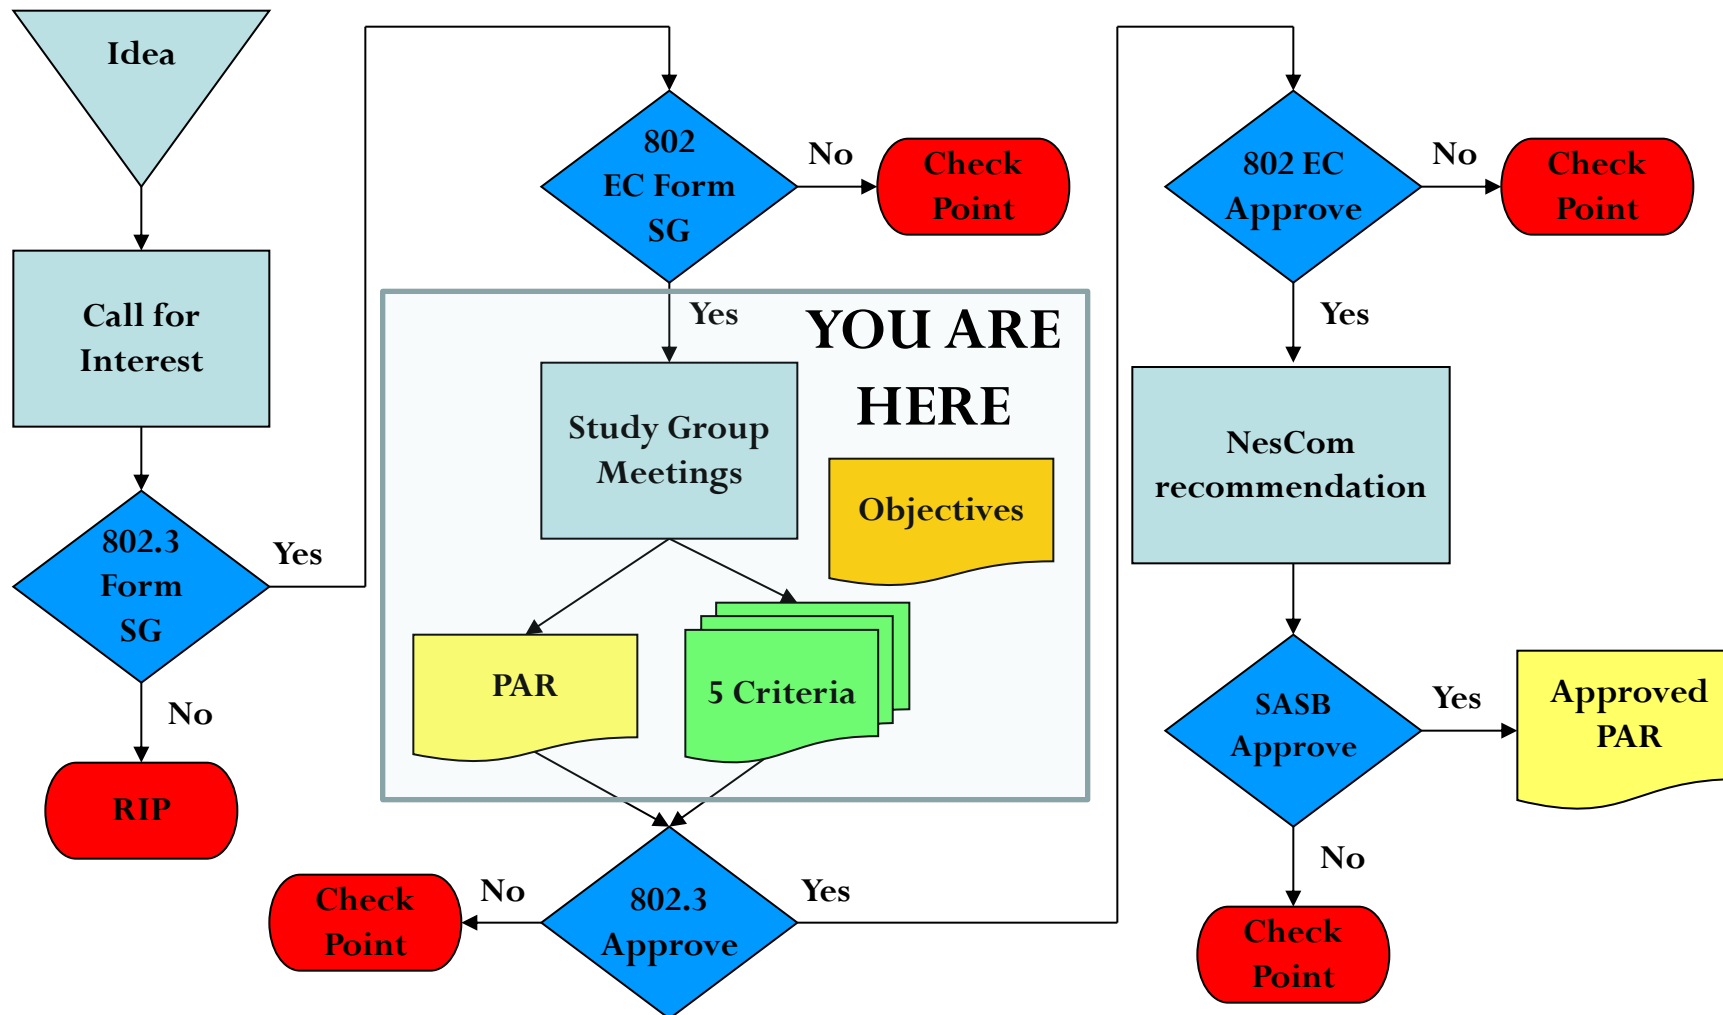 Idea
Call for
Interest
802.3
Form
SG
Yes
No
RIP
802
EC Form
SG
No
Check
Point
Yes
YOU ARE
HERE
Study Group
Meetings
Objectives
PAR
5 Criteria
802.3
Approve
No
Check
Point
Yes
802 EC
Approve
No
Check
Point
Yes
NesCom
recommendation
SASB
Approve
Yes
Approved
PAR
No
Check
Point